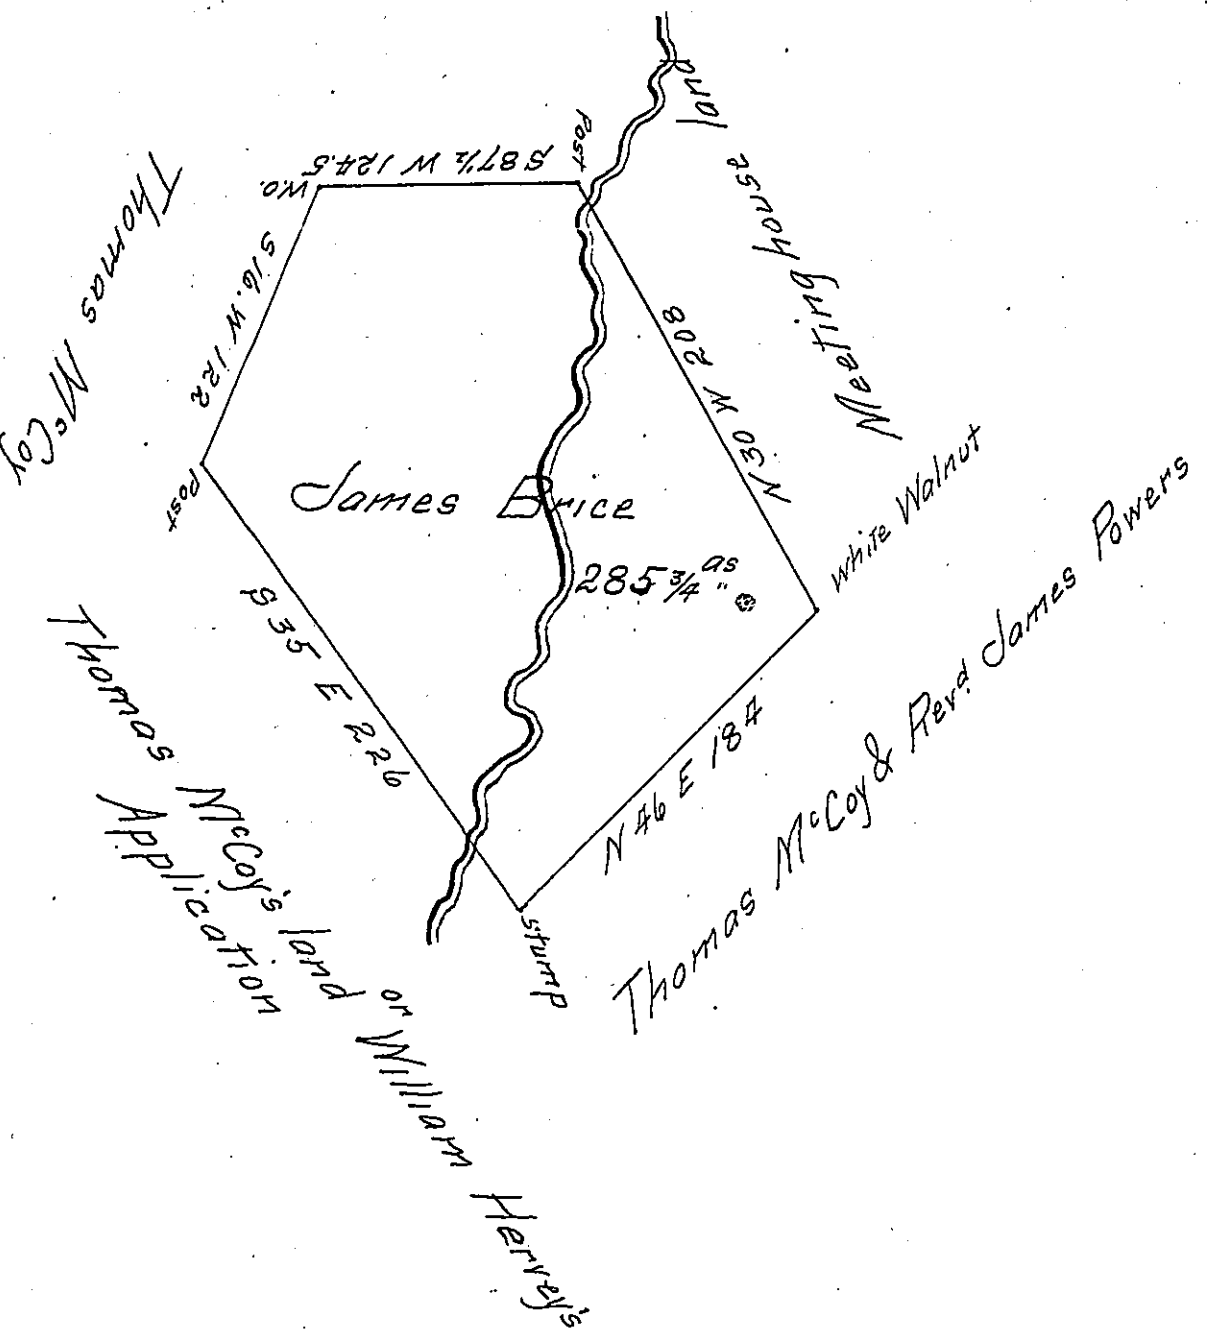 land
Meeting house
Post
S 87½ W 124.5
W.O.
Thomas McCoy
S 16. W 122
Post
N 30 W 208
James Brice
285 ¾ as
white Walnut
S 35 E 226
N 46 E 184
Thomas McCoy & Revd. James Powers
stump
Thomas McCoy's land or William Hervey's
Application